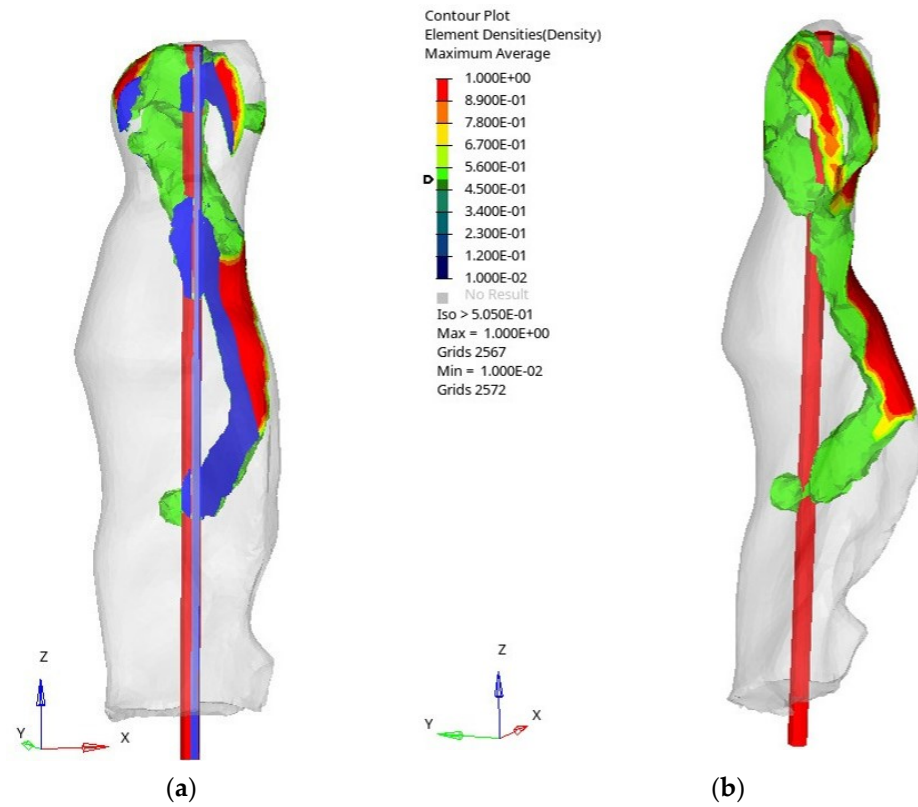 Contour Plot
Element Densities(Density)
Maximum Average
1.000E+00
8.900E-01
7.800E-01
6.700E-01
5.600E-01
D
4.500E-01
3.400E-01
2.300E-01
1.200E-01
1.000E-02
No Result
Iso > 5.050E-01
Max = 1.000E+00
Grids 2567
Min = 1.000E-02
Grids 2572
Z
Y
X
Z
Y
X
(a)
(b)